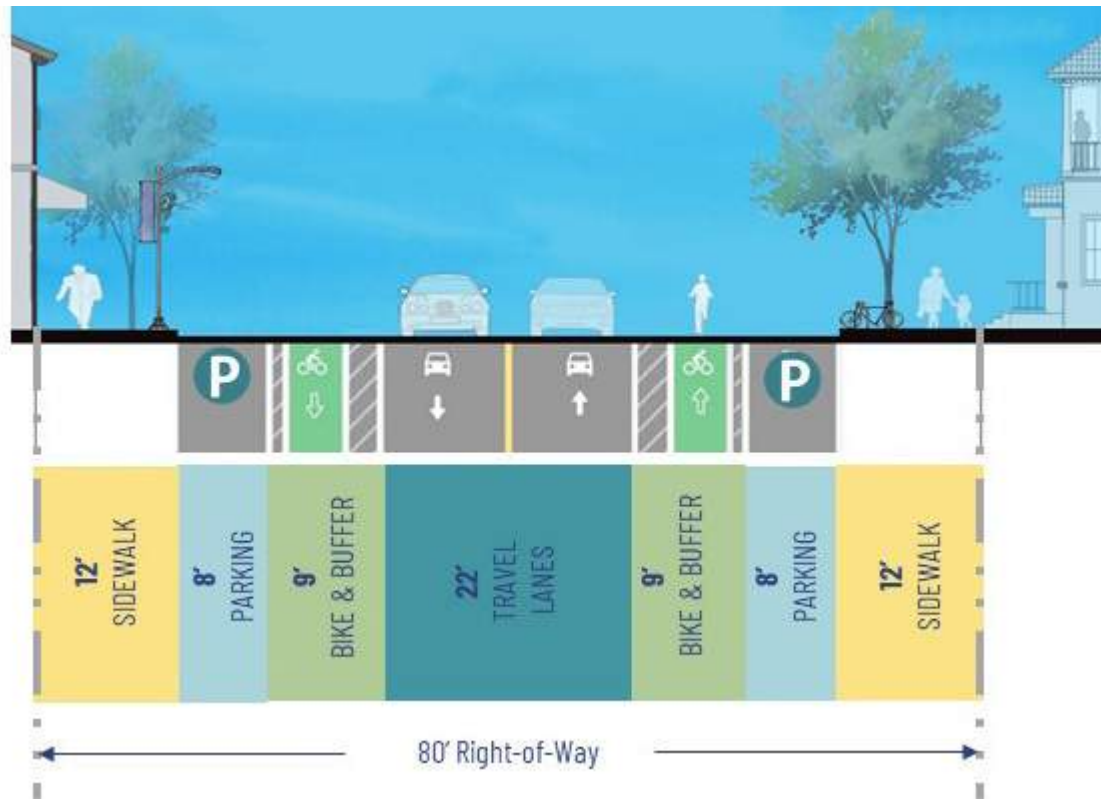 P
P
12'
SIDEWALK
8'
PARKING
9'
BIKE & BUFFER
22'
TRAVEL
LANES
9'
BIKE & BUFFER
8'
PARKING
12'
SIDEWALK
80' Right-of-Way